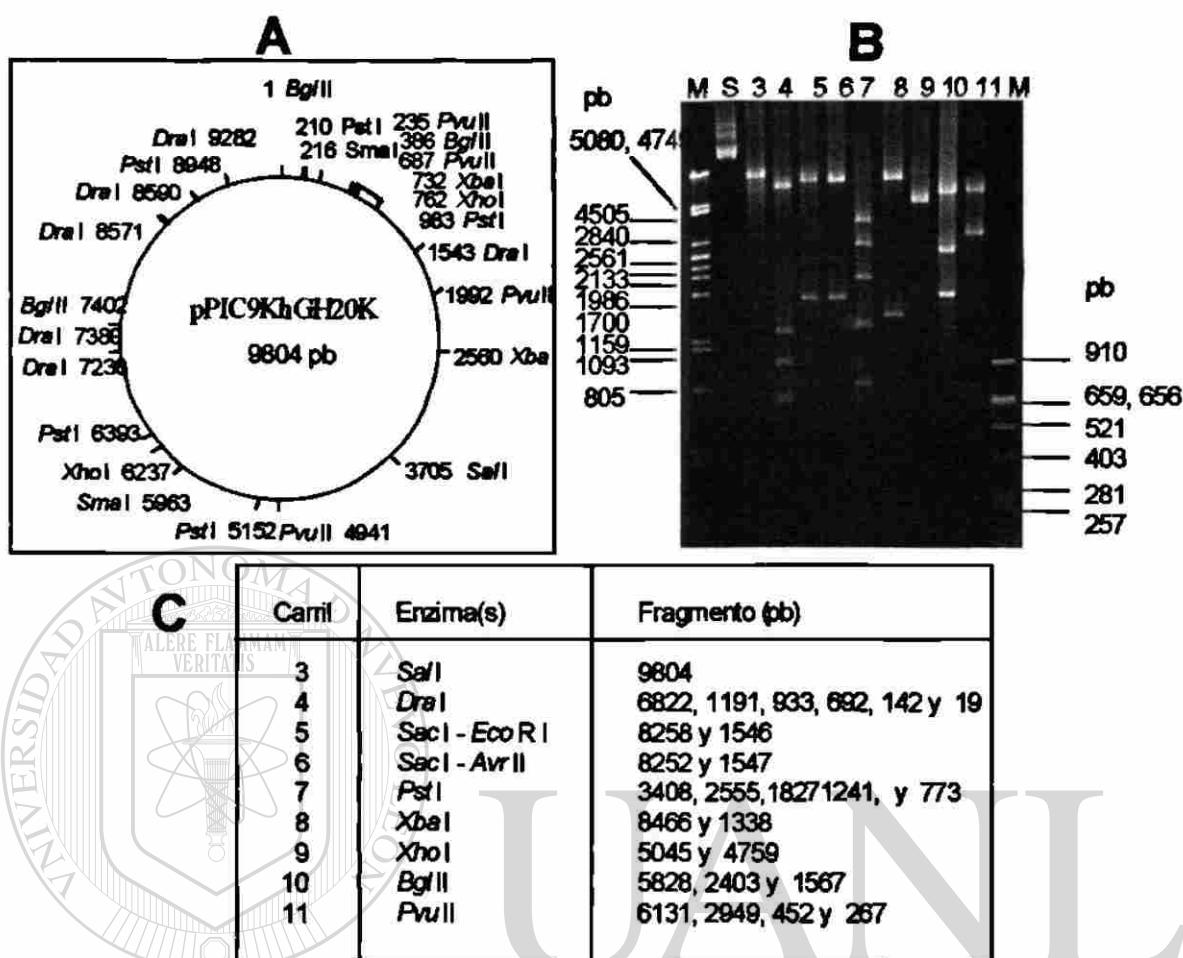 A
1 BglII
210 PstI 235 PvuII
216 SmaI 386 BglII
687 PvuII
732 XbaI
762 XhoI
983 PstI
1543 DraI
1992 PvuII
2560 Xba
3705 SalI
PvuII 4941
PstI 5152
SmaI 5963
XhoI 6237
PstI 6393
DraI
DraI
BglII 7402
DraI 8571
DraI 8590
PstI 8948
DraI 9282
pPIC9KhGH20K
9804 pb
B
pb
M S 3 4 5 6 7 8 9 10 11 M
5080, 4749
4505
2840
2561
2133
1986
1700
1159
1093
805
pb
910
659, 656
521
403
281
257
C
Carril Enzima(s) Fragmento (pb)
3 SalI 9804
4 DraI 6822, 1191, 933, 692, 142 y 19
5 SacI - EcoR I 8258 y 1546
6 SacI - AvrII 8252 y 1547
7 PstI 3408, 2555,18271241, y 773
8 XbaI 8466 y 1338
9 XhoI 5045 y 4759
10 BglII 5828, 2403 y 1567
11 PvuII 6131, 2949, 452 y 267
ALERE FLAMMAM
VERITATIS
UANL